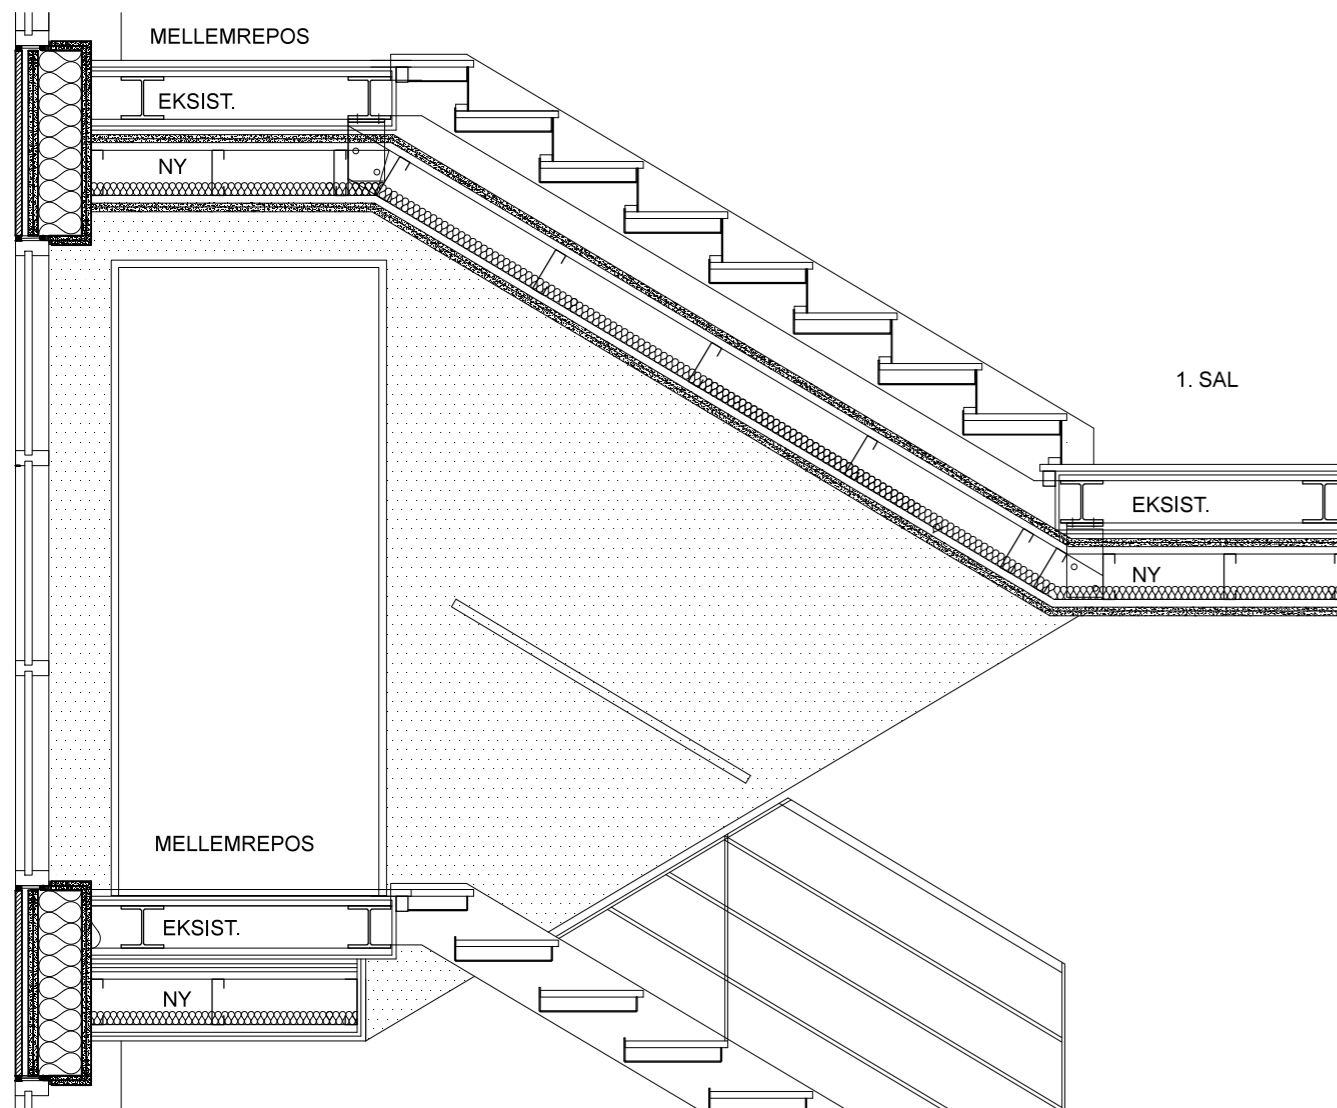 MELLEMREPOS
EKSIST.
NY
1. SAL
EKSIST.
NY
MELLEMREPOS
EKSIST.
NY